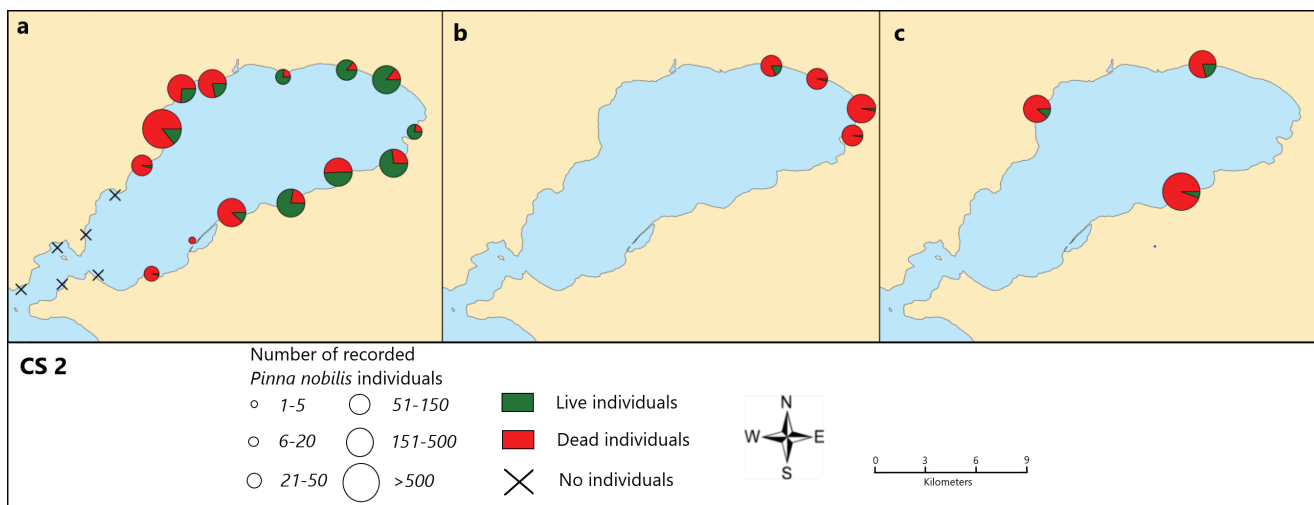 a
b
c
CS 2
Number of recorded
Pinna nobilis individuals
1-5
51-150
6-20
151-500
21-50
>500
Live individuals
Dead individuals
No individuals
N
W E
S
0 3 6 9
Kilometers